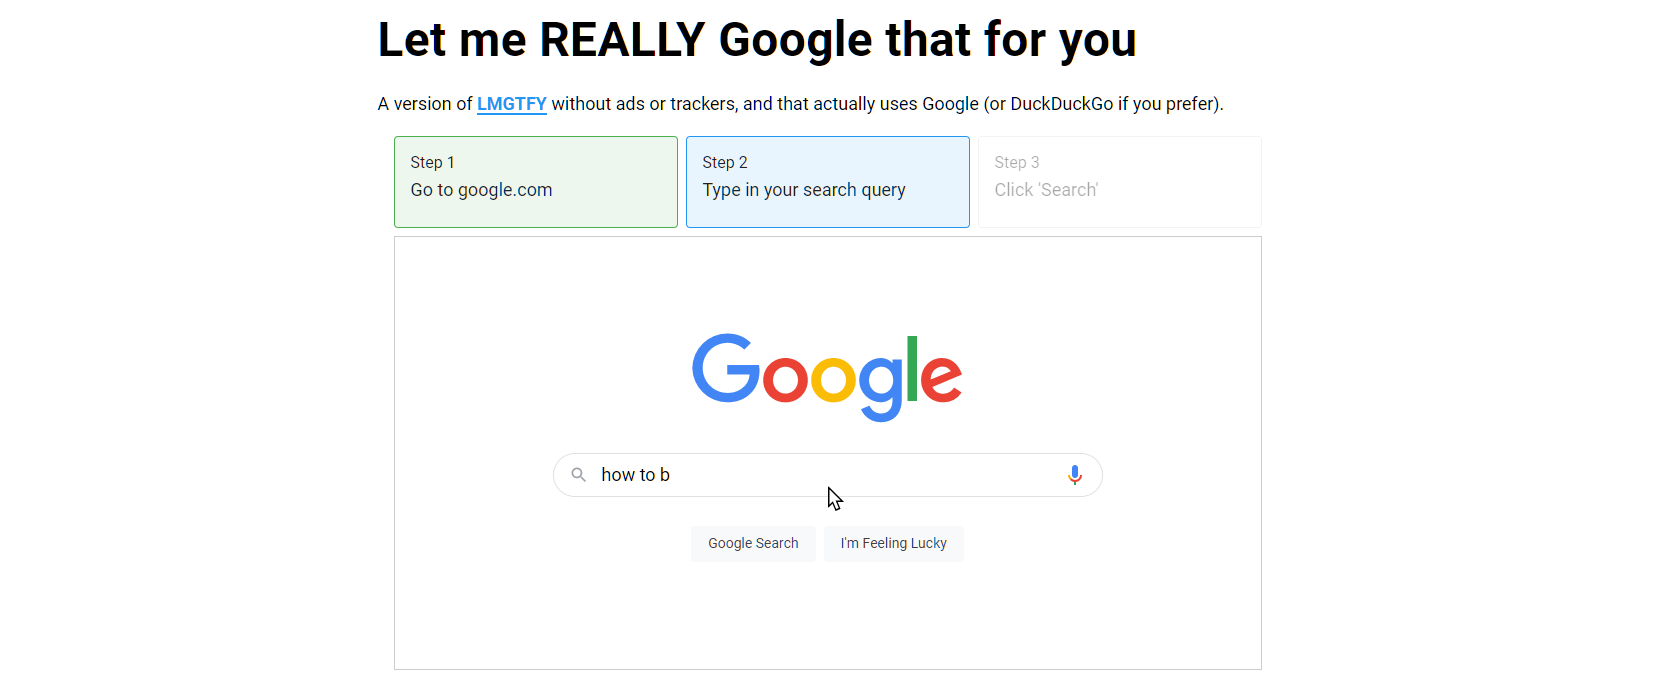 Let me REALLY Google that for you
A version of LMGTFY without ads or trackers, and that actually uses Google (or DuckDuckGo if you prefer).
Step 1
Go to google.com
Step 2
Type in your search query
Step 3
Click 'Search'
Google
how to b
Google Search
I'm Feeling Lucky